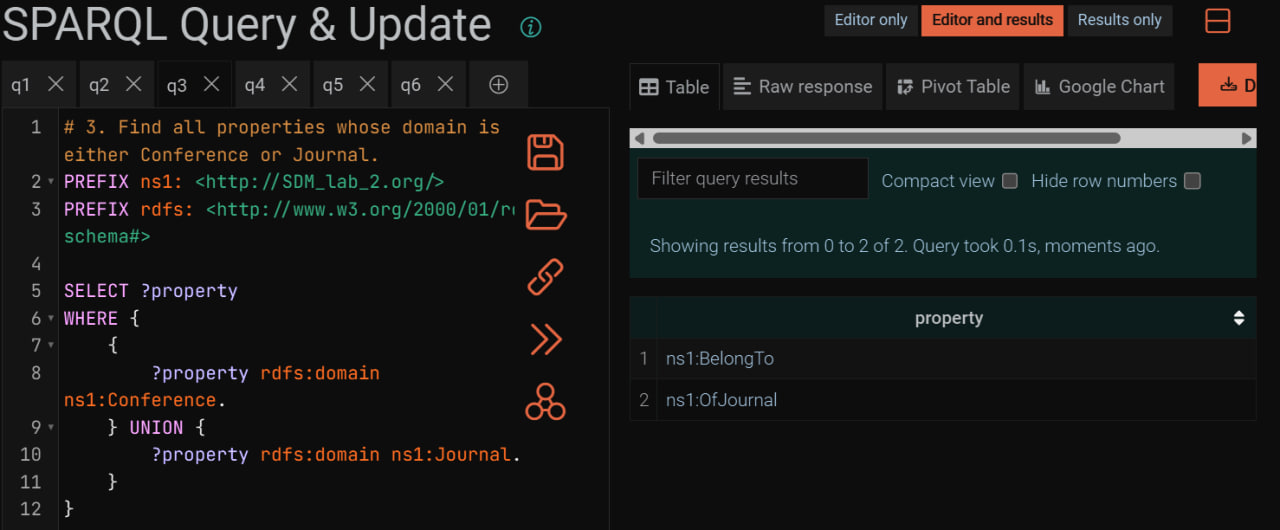 SPARQL Query & Update
Editor only
Editor and results
Results only
q1
q2
q3
q4
q5
q6
1 # 3. Find all properties whose domain is
either Conference or Journal.
2 PREFIX ns1: <http://SDM_lab_2.org/>
3 PREFIX rdfs: <http://www.w3.org/2000/01/
schema#>
4
5 SELECT ?property
6 WHERE {
7 {
8 ?property rdfs:domain
ns1:Conference.
9 } UNION {
10 ?property rdfs:domain ns1:Journal.
11 }
12 }
Table
Raw response
Pivot Table
Google Chart
D
Filter query results
Compact view
Hide row numbers
Showing results from 0 to 2 of 2. Query took 0.1s, moments ago.
property
1 ns1:BelongTo
2 ns1:OfJournal